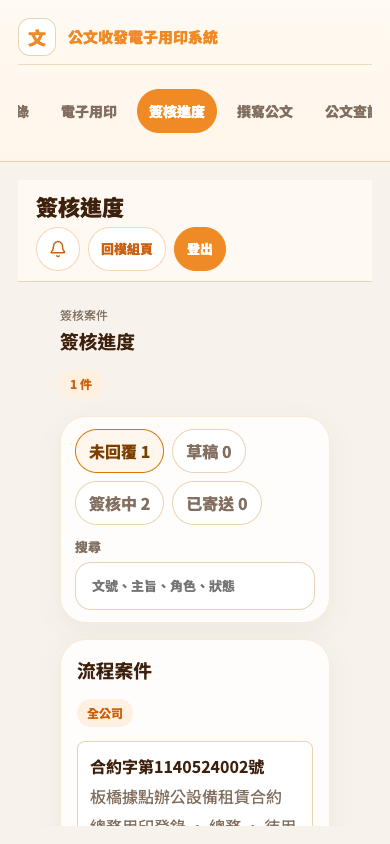 文 公文收發電子用印系統
錄 電子用印 簽核進度 撰寫公文 公文查
簽核進度
回模組頁 登出
簽核案件
簽核進度
1 件
未回覆 1 草稿 0
簽核中 2 已寄送 0
搜尋
文號、主旨、角色、狀態
流程案件
全公司
合約字第1140524002號
板橋據點辦公設備租賃合約
總務用印登錄 · 總務 · 待用